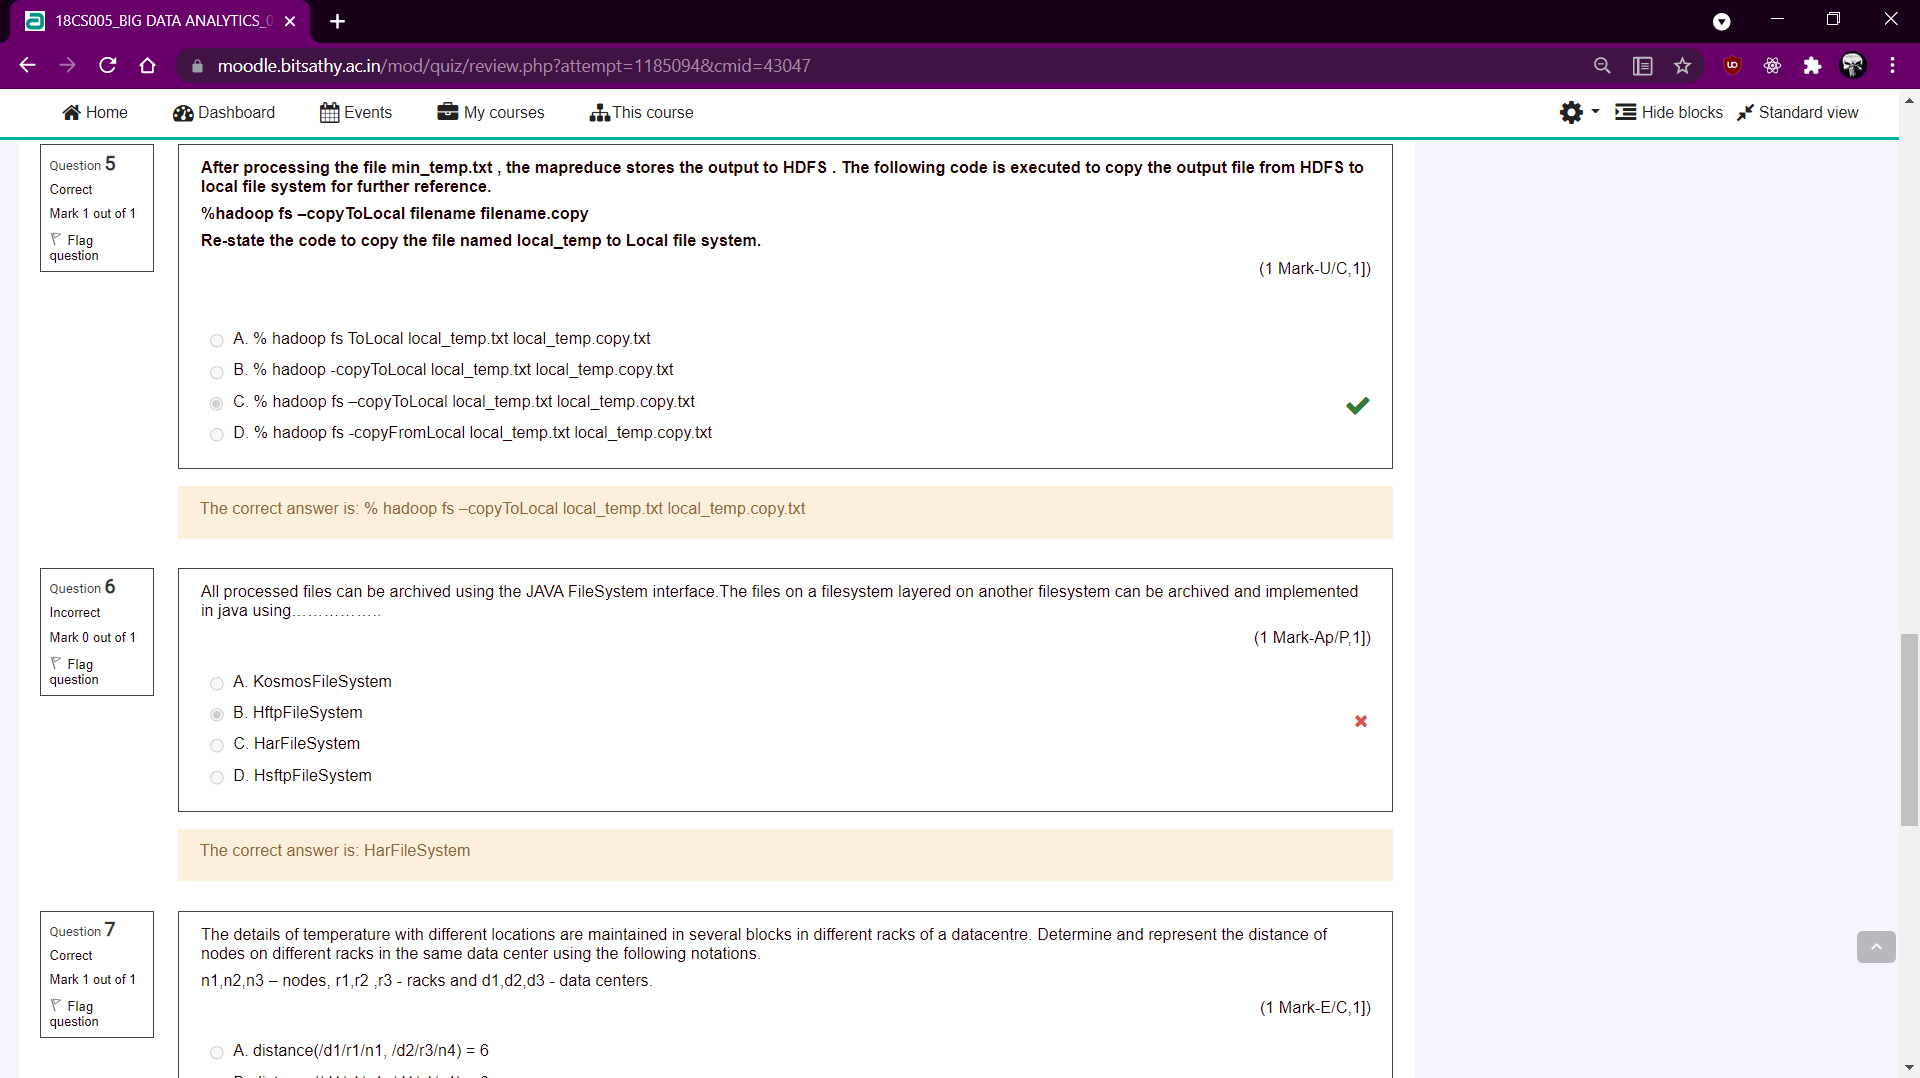 18CS005_BIG DATA ANALYTICS_0
moodle.bitsathy.ac.in/mod/quiz/review.php?attempt=1185094&cmid=43047
Home Dashboard Events My courses This course Hide blocks Standard view
Question 5
Correct
Mark 1 out of 1
Flag
question
After processing the file min_temp.txt , the mapreduce stores the output to HDFS . The following code is executed to copy the output file from HDFS to
local file system for further reference.
%hadoop fs –copyToLocal filename filename.copy
Re-state the code to copy the file named local_temp to Local file system.
(1 Mark-U/C,1])
A. % hadoop fs ToLocal local_temp.txt local_temp.copy.txt
B. % hadoop -copyToLocal local_temp.txt local_temp.copy.txt
C. % hadoop fs –copyToLocal local_temp.txt local_temp.copy.txt
D. % hadoop fs -copyFromLocal local_temp.txt local_temp.copy.txt
The correct answer is: % hadoop fs –copyToLocal local_temp.txt local_temp.copy.txt
Question 6
Incorrect
Mark 0 out of 1
Flag
question
All processed files can be archived using the JAVA FileSystem interface.The files on a filesystem layered on another filesystem can be archived and implemented
in java using……………..
(1 Mark-Ap/P,1])
A. KosmosFileSystem
B. HftpFileSystem
C. HarFileSystem
D. HsftpFileSystem
The correct answer is: HarFileSystem
Question 7
Correct
Mark 1 out of 1
Flag
question
The details of temperature with different locations are maintained in several blocks in different racks of a datacentre. Determine and represent the distance of
nodes on different racks in the same data center using the following notations.
n1,n2,n3 – nodes, r1,r2 ,r3 - racks and d1,d2,d3 - data centers.
(1 Mark-E/C,1])
A. distance(/d1/r1/n1, /d2/r3/n4) = 6